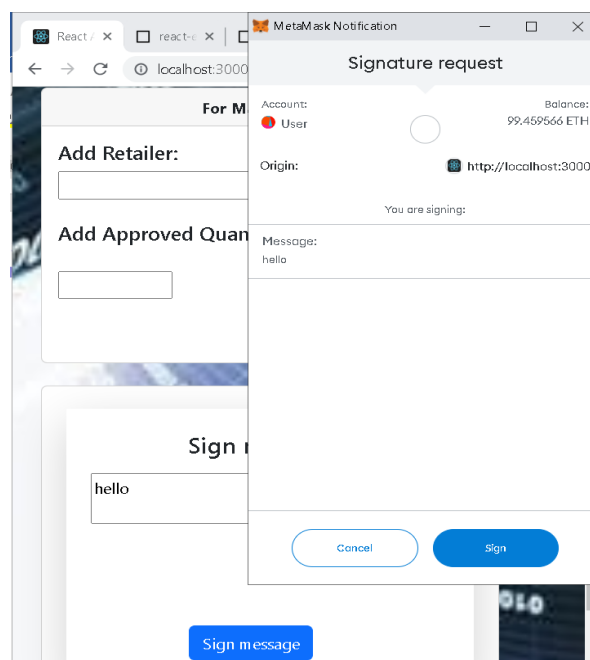 React /
react-c
localhost:3000
For M
Add Retailer:
Add Approved Quan
Sign
hello
Sign message
MetaMask Notification
Signature request
Account:
User
Balance:
99.459566 ETH
Origin:
http://localhost:3000
You are signing:
Message:
hello
Cancel
Sign